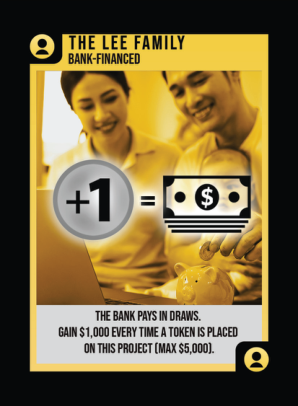 THE LEE FAMILY
BANK-FINANCED
+1 = $
THE BANK PAYS IN DRAWS.
GAIN $1,000 EVERY TIME A TOKEN IS PLACED
ON THIS PROJECT (MAX $5,000).